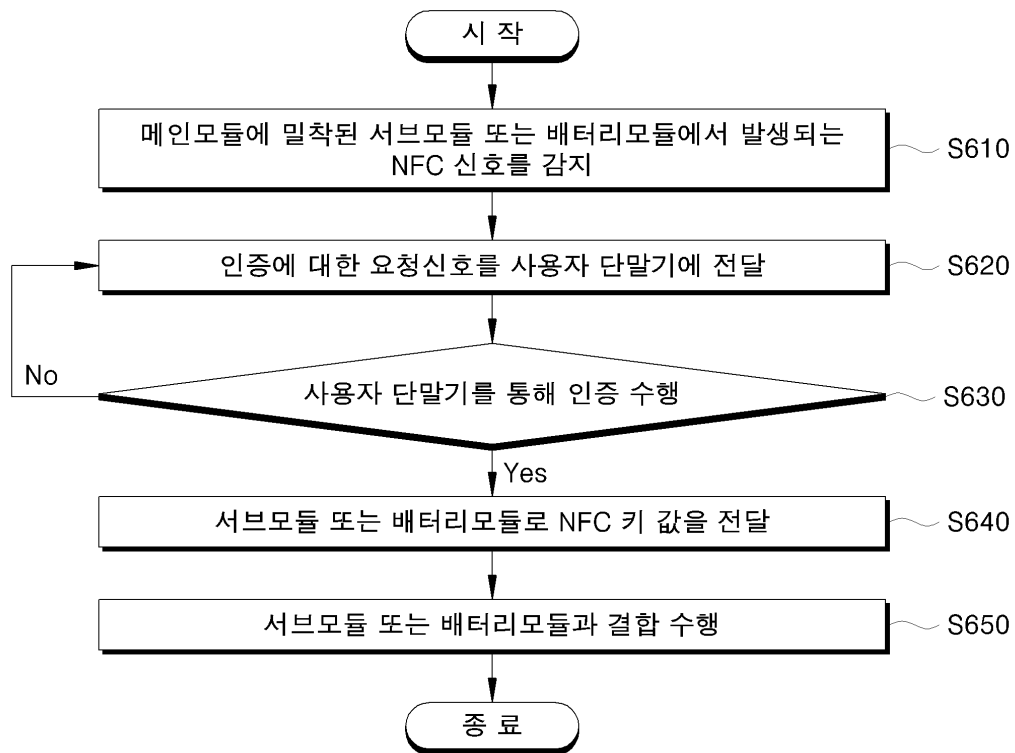 시 작
메인모듈에 밀착된 서브모듈 또는 배터리모듈에서 발생되는
NFC 신호를 감지
S610
인증에 대한 요청신호를 사용자 단말기에 전달
S620
No
사용자 단말기를 통해 인증 수행
S630
Yes
서브모듈 또는 배터리모듈로 NFC 키 값을 전달
S640
서브모듈 또는 배터리모듈과 결합 수행
S650
종 료